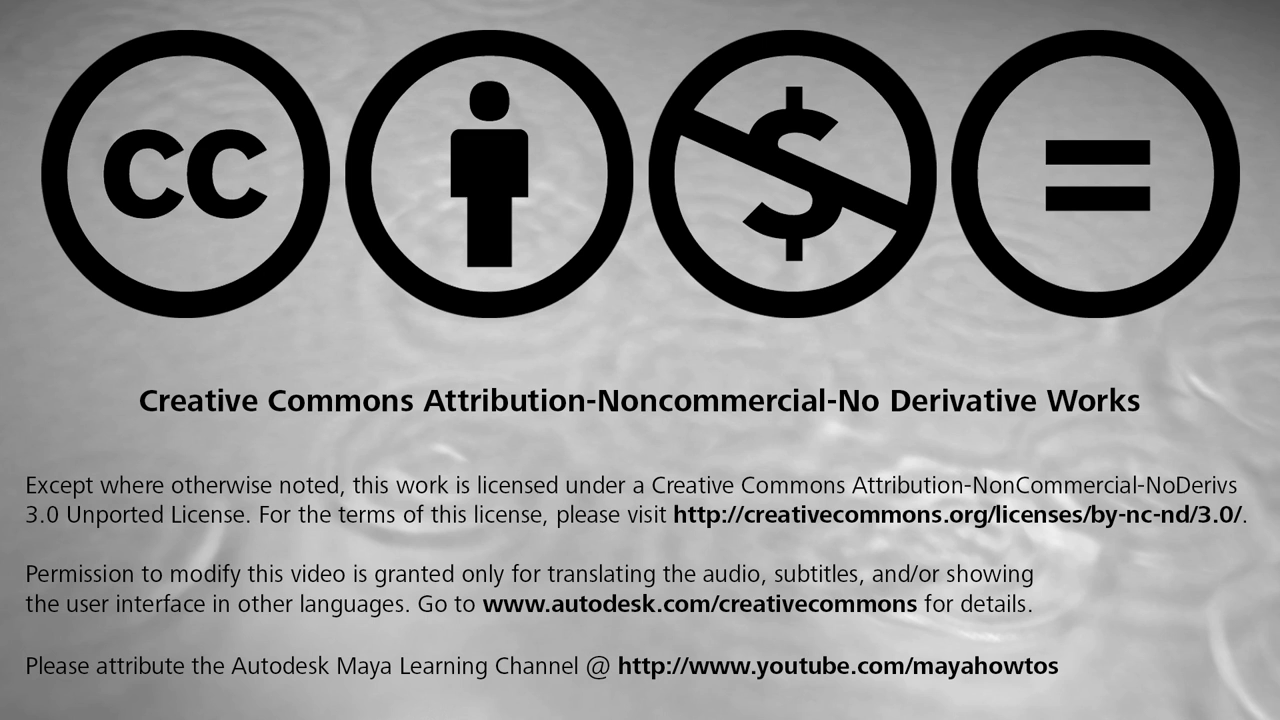 cc $ =
Creative Commons Attribution-Noncommercial-No Derivative Works
Except where otherwise noted, this work is licensed under a Creative Commons Attribution-NonCommercial-NoDerivs
3.0 Unported License. For the terms of this license, please visit http://creativecommons.org/licenses/by-nc-nd/3.0/.
Permission to modify this video is granted only for translating the audio, subtitles, and/or showing
the user interface in other languages. Go to www.autodesk.com/creativecommons for details.
Please attribute the Autodesk Maya Learning Channel @ http://www.youtube.com/mayahowtos